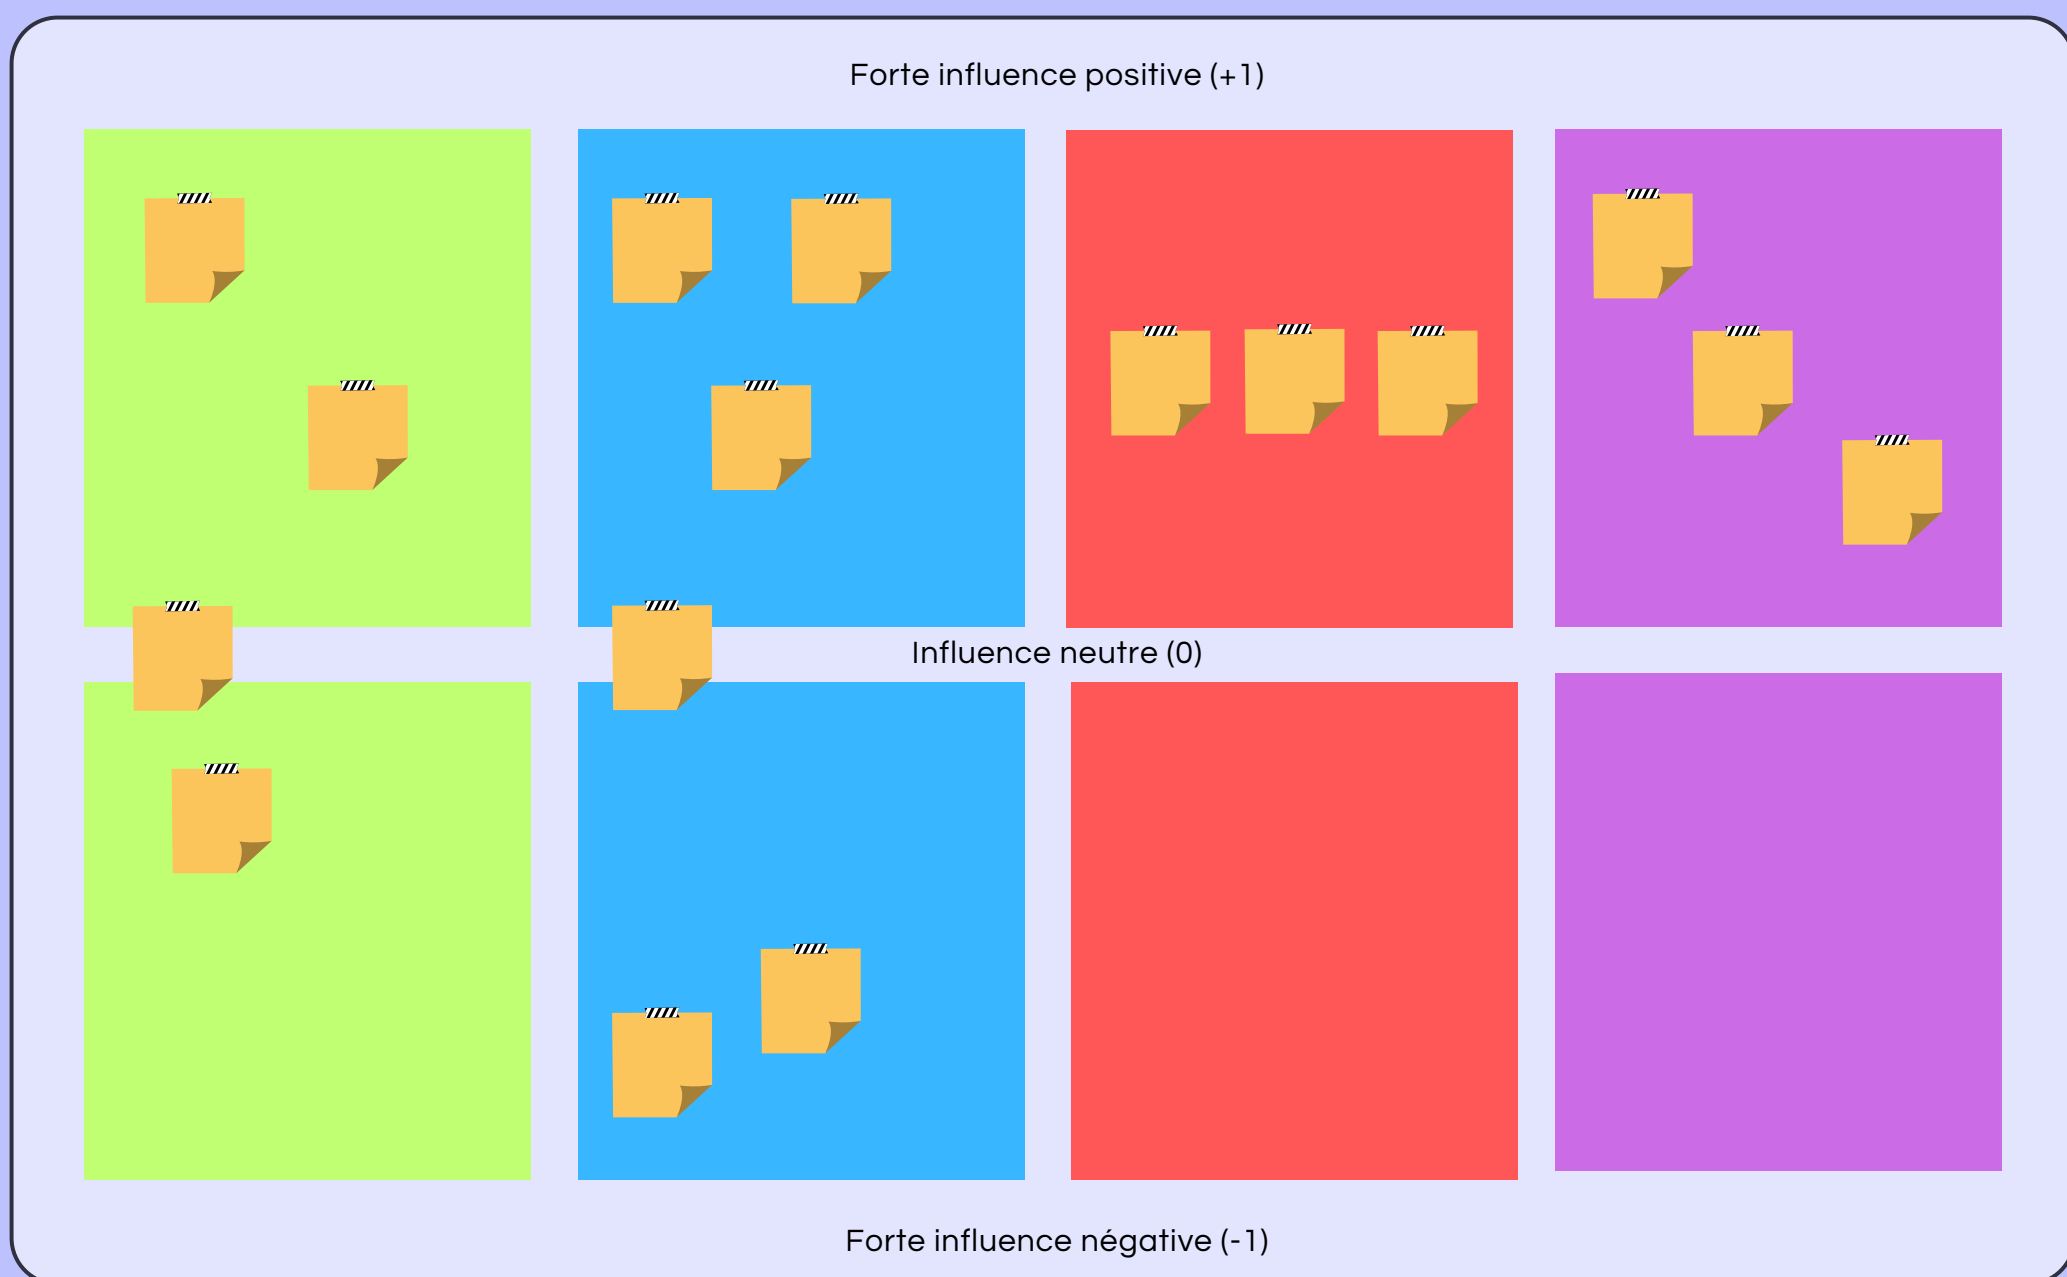 Forte influence positive (+1)
Influence neutre (0)
Forte influence négative (-1)